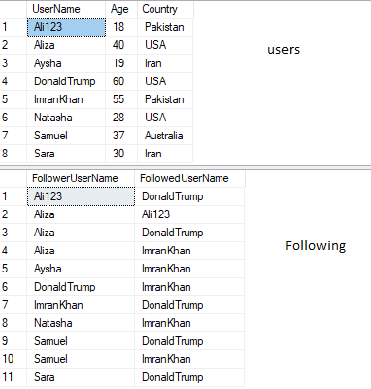 UserName Age Country
1 Ali123 18 Pakistan
2 Aliza 40 USA
3 Aysha 19 Iran
4 DonaldTrump 60 USA
5 ImranKhan 55 Pakistan
6 Natasha 28 USA
7 Samuel 37 Australia
8 Sara 30 Iran
users
FollowerUserName FollowedUserName
1 Ali123 DonaldTrump
2 Aliza Ali123
3 Aliza DonaldTrump
4 Aliza ImranKhan
5 Aysha ImranKhan
6 DonaldTrump ImranKhan
7 ImranKhan DonaldTrump
8 Natasha ImranKhan
9 Samuel DonaldTrump
10 Samuel ImranKhan
11 Sara DonaldTrump
Following